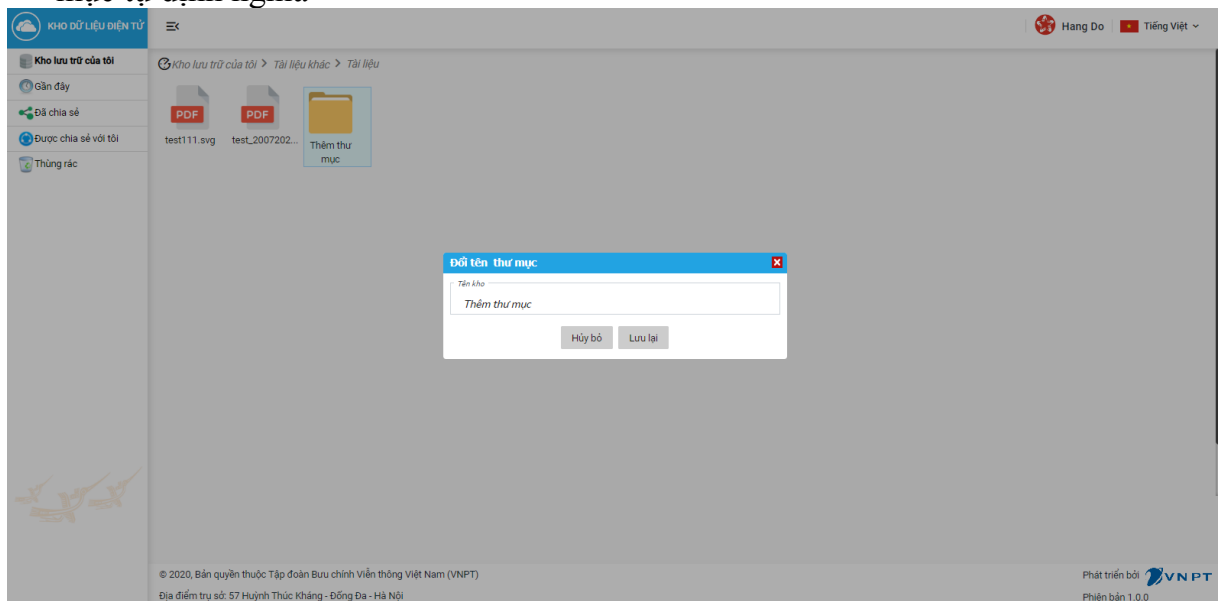 mục tự định nghĩa
KHO DỮ LIỆU ĐIỆN TỬ
Hang Do
Tiếng Việt
Kho lưu trữ của tôi
Gần đây
Đã chia sẻ
Được chia sẻ với tôi
Thùng rác
Kho lưu trữ của tôi > Tài liệu khác > Tài liệu
PDF
PDF
test111.svg
test_2007202...
Thêm thư
mục
Đổi tên thư mục
Tên kho
Thêm thư mục
Hủy bỏ
Lưu lại
© 2020, Bản quyền thuộc Tập đoàn Bưu chính Viễn thông Việt Nam (VNPT)
Địa điểm trụ sở: 57 Huỳnh Thúc Kháng - Đống Đa - Hà Nội
Phát triển bởi VNPT
Phiên bản 1.0.0